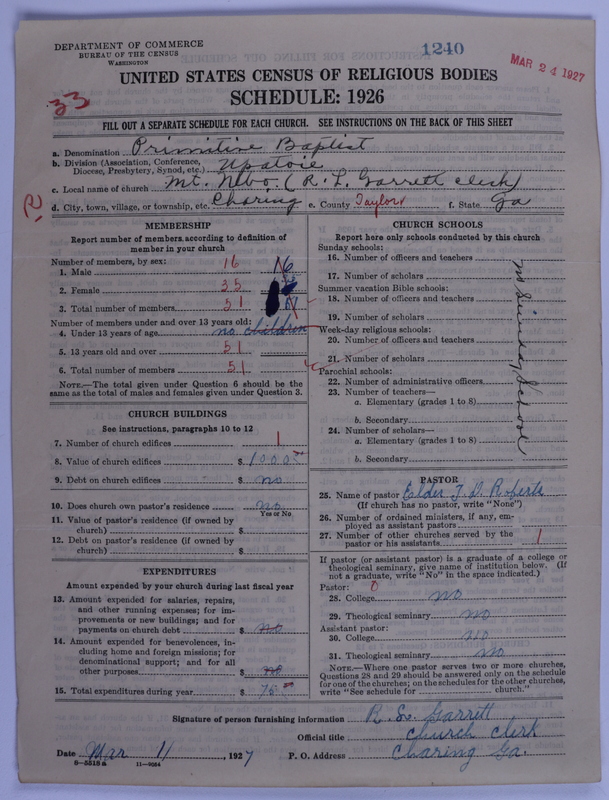 DEPARTMENT OF COMMERCE
BUREAU OF THE CENSUS
WASHINGTON
1240
MAR 24 1927
UNITED STATES CENSUS OF RELIGIOUS BODIES
SCHEDULE: 1926
33
FILL OUT A SEPARATE SCHEDULE FOR EACH CHURCH. SEE INSTRUCTIONS ON THE BACK OF THIS SHEET
a. Denomination Primitive Baptist
b. Division (Association, Conference, Diocese, Presbytery, Synod, etc.) Upatoie
c. Local name of church Mt. Nebo. (R. L. Garrett clerk)
R
d. City, town, village, or township, etc. Charing e. County Taylor f. State Ga
MEMBERSHIP
Report number of members according to definition of
member in your church
Number of members, by sex:
1. Male 16 16
2. Female 35
3. Total number of members 51
Number of members under and over 13 years old:
4. Under 13 years of age no children
5. 13 years old and over 51
6. Total number of members 51
NOTE.—The total given under Question 6 should be the
same as the total of males and females given under Question 3.
CHURCH BUILDINGS
See instructions, paragraphs 10 to 12
7. Number of church edifices 1
8. Value of church edifices $ 1000
9. Debt on church edifices $ no
10. Does church own pastor's residence no
Yes or No
11. Value of pastor's residence (if owned by
church) $
12. Debt on pastor's residence (if owned by
church) $
EXPENDITURES
Amount expended by your church during last fiscal year
13. Amount expended for salaries, repairs,
and other running expenses; for im-
provements or new buildings; and for
payments on church debt $ no
14. Amount expended for benevolences, in-
cluding home and foreign missions; for
denominational support; and for all
other purposes $ no
15. Total expenditures during year $ 75
CHURCH SCHOOLS
Report here only schools conducted by this church
Sunday schools:
16. Number of officers and teachers
17. Number of scholars
Summer vacation Bible schools:
18. Number of officers and teachers
19. Number of scholars
Week-day religious schools:
20. Number of officers and teachers
21. Number of scholars
Parochial schools:
22. Number of administrative officers
23. Number of teachers—
a. Elementary (grades 1 to 8)
b. Secondary
24. Number of scholars—
a. Elementary (grades 1 to 8)
b. Secondary
no Sunday School
PASTOR
25. Name of pastor Elder J. D. Roberts
(If church has no pastor, write "None")
26. Number of ordained ministers, if any, em-
ployed as assistant pastors
27. Number of other churches served by the
pastor or his assistants 1
If pastor (or assistant pastor) is a graduate of a college or
theological seminary, give name of institution below. (If
not a graduate, write "No" in the space indicated.)
Pastor: 0
28. College no
29. Theological seminary no
Assistant pastor:
30. College no
31. Theological seminary no
NOTE.—Where one pastor serves two or more churches,
Questions 28 and 29 should be answered only on the schedule
for one of the churches; on the schedules for the other churches,
write "See schedule for church."
Signature of person furnishing information R. L. Garrett
Official title Church Clerk
Date Mar 11, 1927 P. O. Address Charing Ga.
8-5518a 11-9084